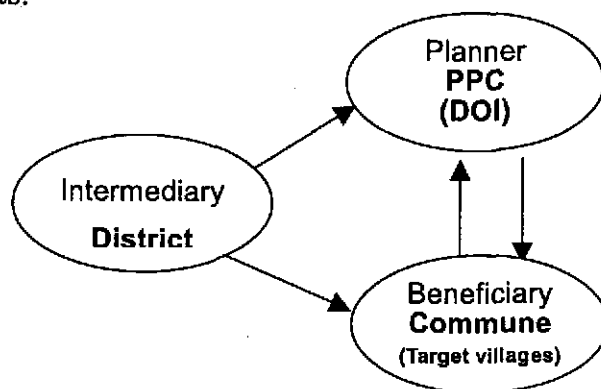 Planner
PPC
(DOI)
Intermediary
District
Beneficiary
Commune
(Target villages)